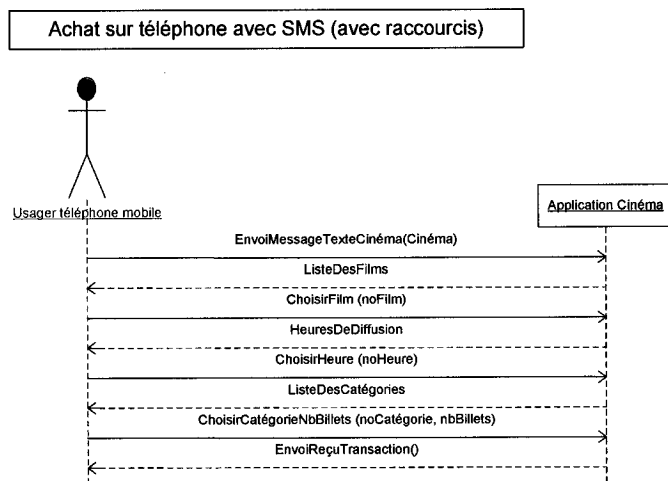 Achat sur téléphone avec SMS (avec raccourcis)
Usager téléphone mobile
Application Cinéma
EnvoiMessageTexteCinéma(Cinéma)
ListeDesFilms
ChoisirFilm (noFilm)
HeuresDeDiffusion
ChoisirHeure (noHeure)
ListeDesCatégories
ChoisirCatégorieNbBillets (noCatégorie, nbBillets)
EnvoiReçuTransaction()